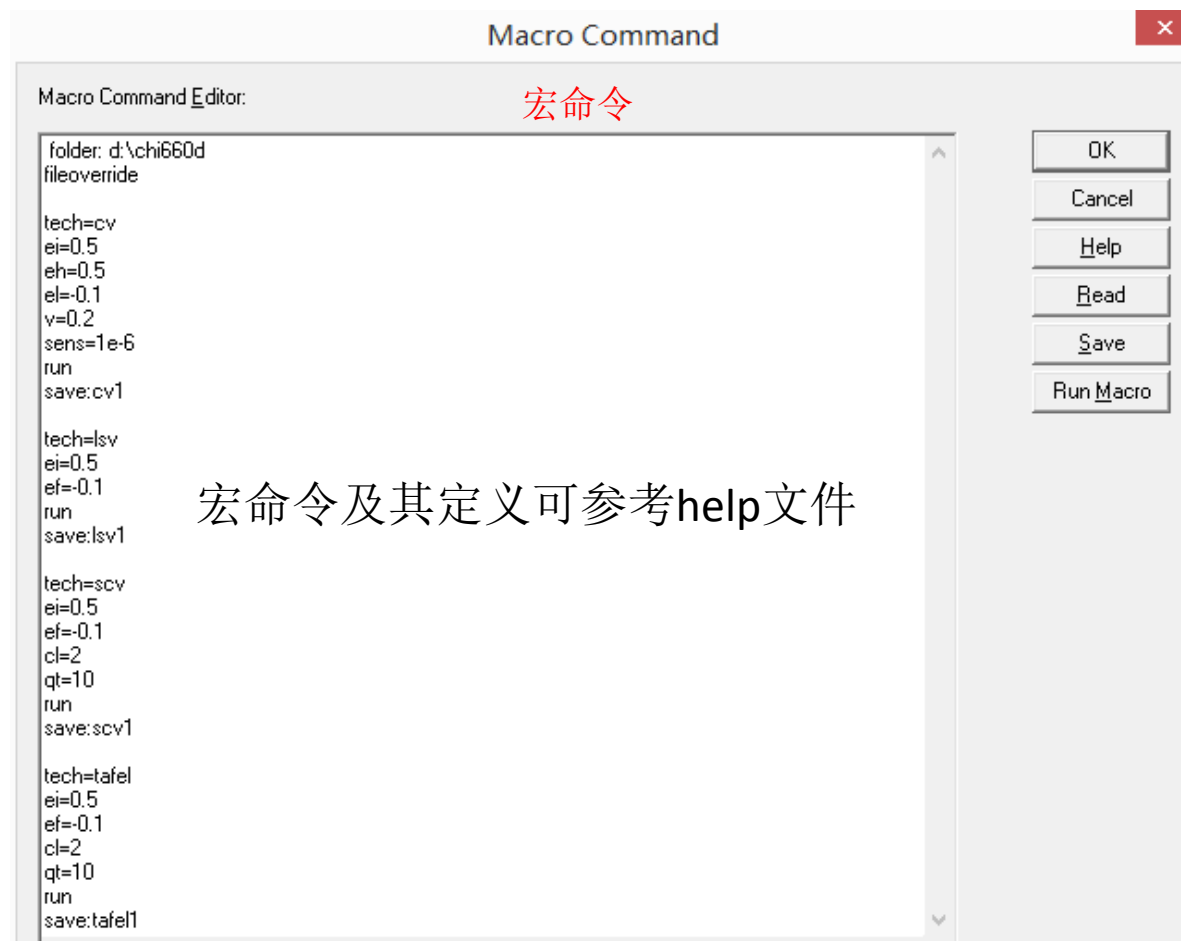 Macro Command
Macro Command Editor:
宏命令
folder: d:\chi660d
fileoverride
tech=cv
ei=0.5
eh=0.5
el=-0.1
v=0.2
sens=1e-6
run
save:cv1
tech=lsv
ei=0.5
ef=-0.1
run
save:lsv1
宏命令及其定义可参考help文件
tech=scv
ei=0.5
ef=-0.1
cl=2
qt=10
run
save:scv1
tech=tafel
ei=0.5
ef=-0.1
cl=2
qt=10
run
save:tafel1
OK
Cancel
Help
Read
Save
Run Macro